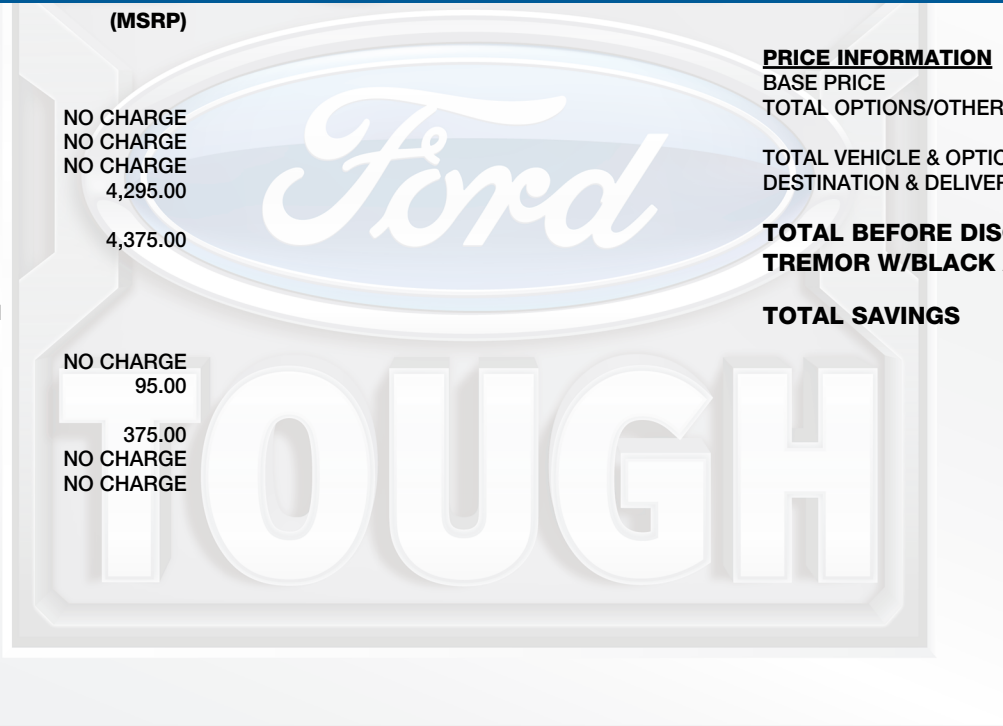 (MSRP)
NO CHARGE
NO CHARGE
NO CHARGE
4,295.00
4,375.00
NO CHARGE
95.00
375.00
NO CHARGE
NO CHARGE
Ford
TOUGH
PRICE INFORMATION
BASE PRICE
TOTAL OPTIONS/OTHER
TOTAL VEHICLE & OPTIO
DESTINATION & DELIVER
TOTAL BEFORE DIS
TREMOR W/BLACK
TOTAL SAVINGS